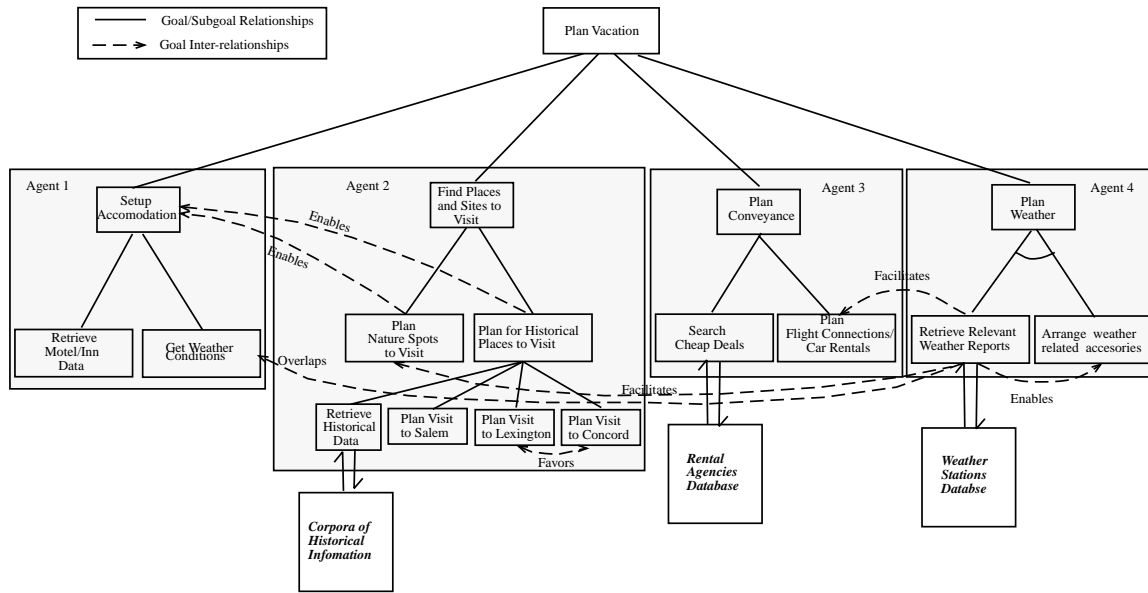 Goal/Subgoal Relationships
Goal Inter-relationships
Plan Vacation
Agent 1
Setup
Accomodation
Retrieve
Motel/Inn
Data
Get Weather
Conditions
Agent 2
Find Places
and Sites to
Visit
Enables
Enables
Plan
Nature Spots
to Visit
Plan for Historical
Places to Visit
Overlaps
Facilitates
Retrieve
Historical
Data
Plan Visit
to Salem
Plan Visit
to Lexington
Plan Visit
to Concord
Favors
Corpora of
Historical
Infomation
Agent 3
Plan
Conveyance
Search
Cheap Deals
Plan
Flight Connections/
Car Rentals
Rental
Agencies
Database
Agent 4
Plan
Weather
Facilitates
Retrieve Relevant
Weather Reports
Arrange weather
related accesories
Enables
Weather
Stations
Databse